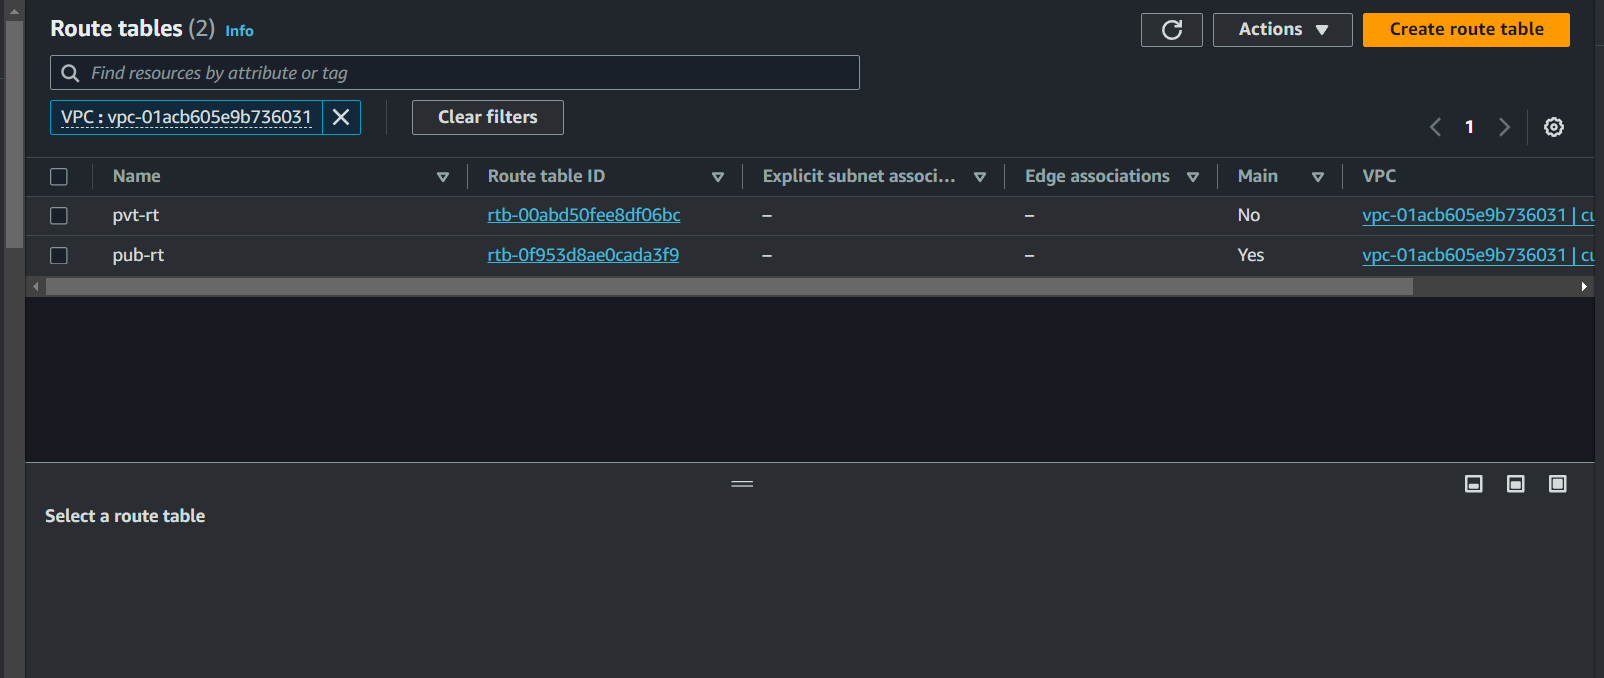 Route tables (2) Info
Actions
Create route table
Find resources by attribute or tag
VPC : vpc-01acb605e9b736031
Clear filters
1
Name Route table ID Explicit subnet associ... Edge associations Main VPC
pvt-rt rtb-00abd50fee8df06bc – – No vpc-01acb605e9b736031 | cu
pub-rt rtb-0f953d8ae0cada3f9 – – Yes vpc-01acb605e9b736031 | cu
Select a route table